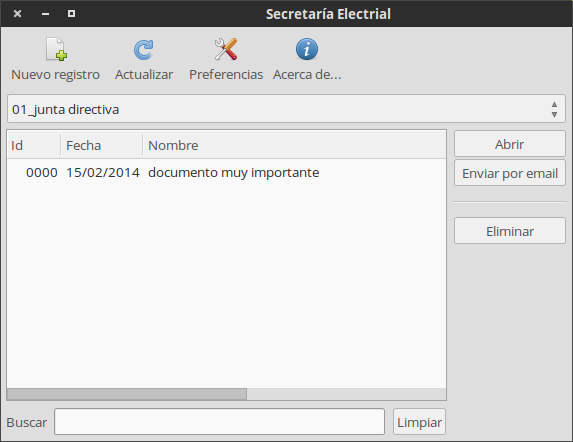 Secretaría Electrial
Nuevo registro Actualizar Preferencias Acerca de...
01_junta directiva
Id Fecha Nombre
0000 15/02/2014 documento muy importante
Abrir
Enviar por email
Eliminar
Buscar Limpiar